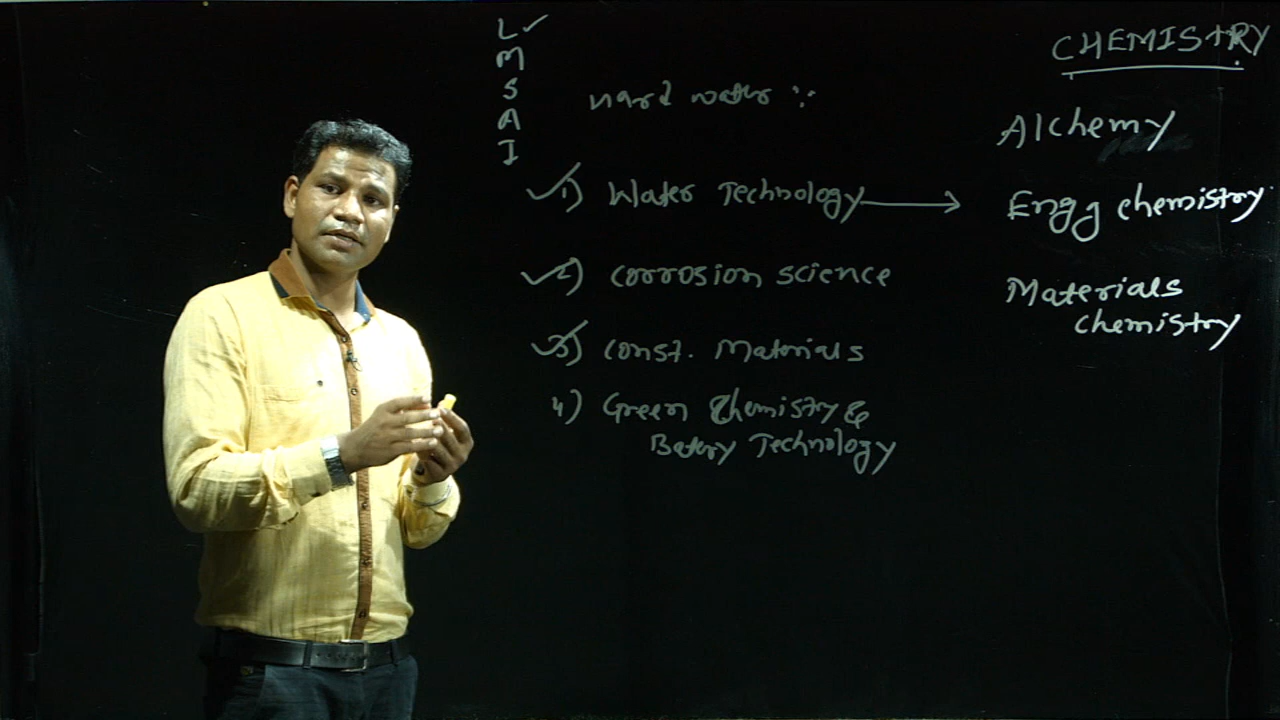 L ✓
M
S
A
I
Hard water ∵
✓ 1) Water Technology →
✓ 2) corrosion science
✓ 3) const. Materials
4) Green chemistry &
Batery Technology
CHEMISTRY
Alchemy
Engg chemistry
Materials
chemistry